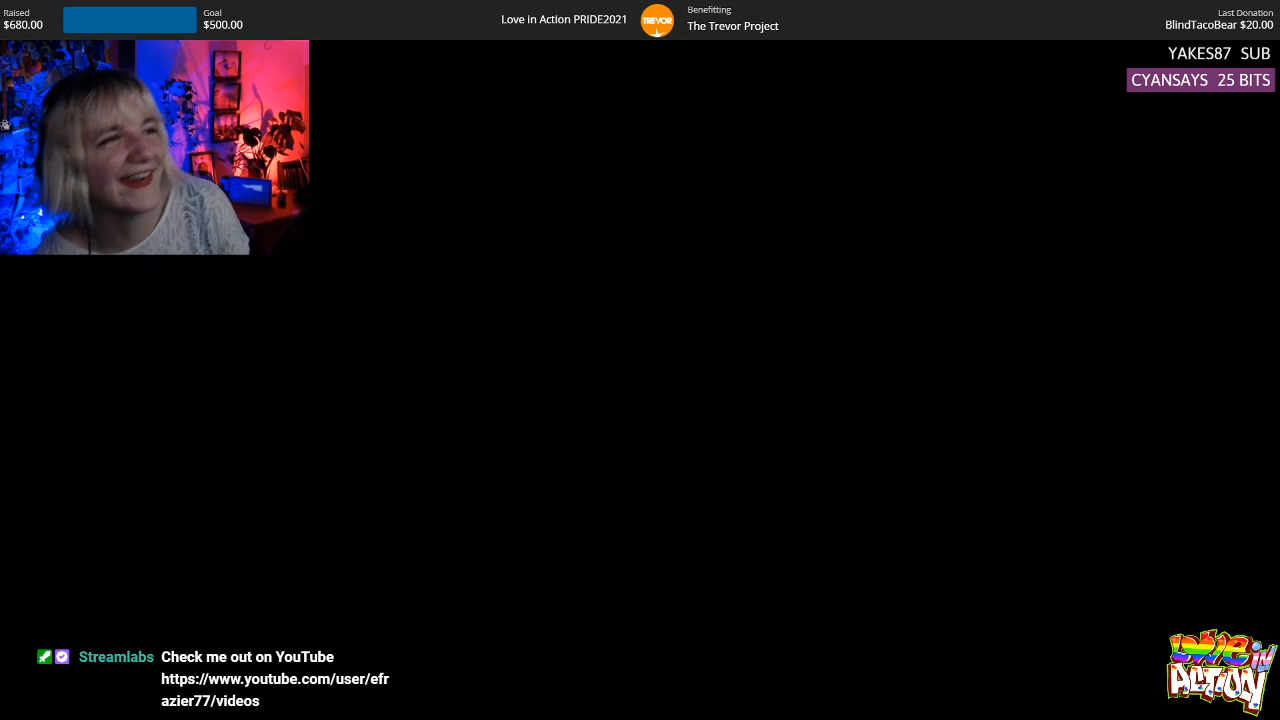 Raised
$680.00
Goal
$500.00
Love in Action PRIDE2021
TREVOR
Benefitting
The Trevor Project
Last Donation
BlindTacoBear $20.00
YAKES87 SUB
CYANSAYS 25 BITS
Streamlabs Check me out on YouTube
https://www.youtube.com/user/efr
azier77/videos
LOVE IN
ACTION